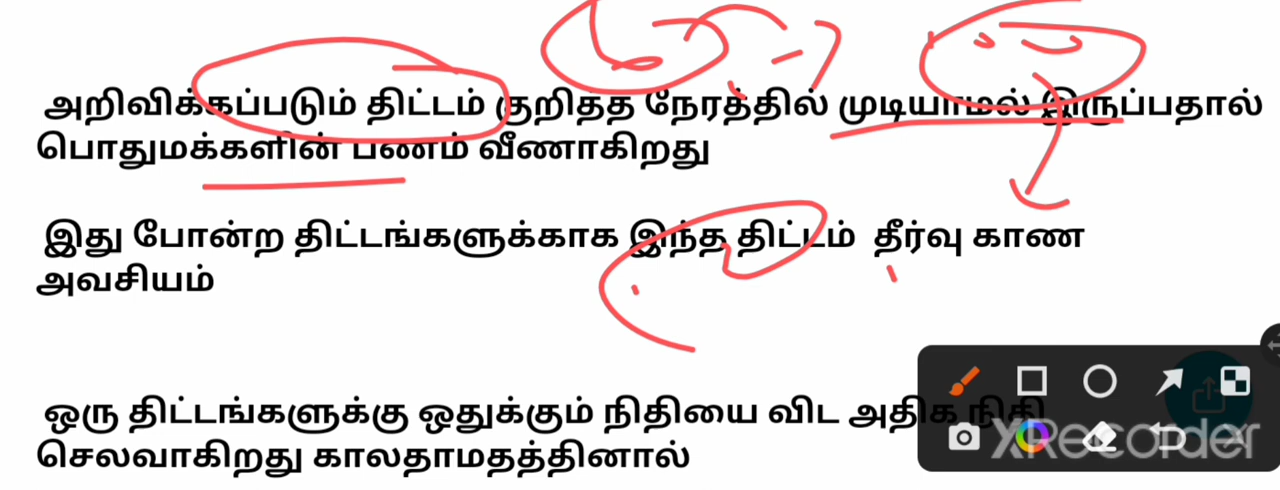 அறிவிக்கப்படும் திட்டம் குறித்த நேரத்தில் முடியாமல் இருப்பதால்
பொதுமக்களின் பணம் வீணாகிறது
இது போன்ற திட்டங்களுக்காக இந்த திட்டம் தீர்வு காண
அவசியம்
ஒரு திட்டங்களுக்கு ஒதுக்கும் நிதியை விட அதிக நிதி
செலவாகிறது காலதாமதத்தினால்
XRecorder